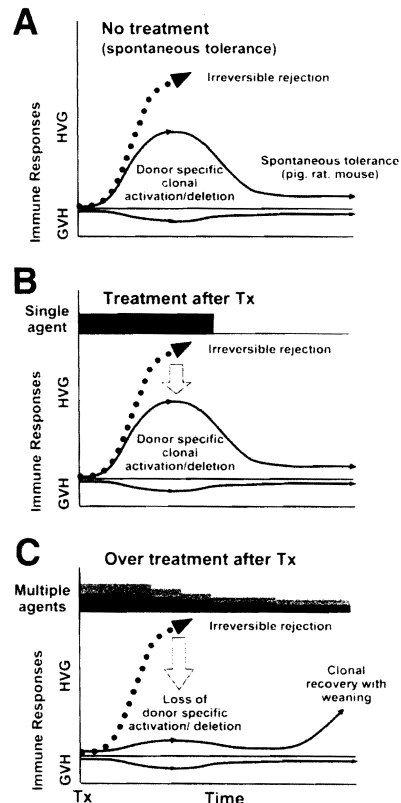 A
No treatment
(spontaneous tolerance)
Irreversible rejection
Immune Responses
GVH HVG
Donor specific
clonal
activation/deletion
Spontaneous tolerance
(pig. rat. mouse)
B
Treatment after Tx
Single
agent
Irreversible rejection
Immune Responses
GVH HVG
Donor specific
clonal
activation/deletion
C
Over treatment after Tx
Multiple
agents
Irreversible rejection
Immune Responses
GVH HVG
Loss of
donor specific
activation/ deletion
Clonal
recovery with
weaning
Tx Time